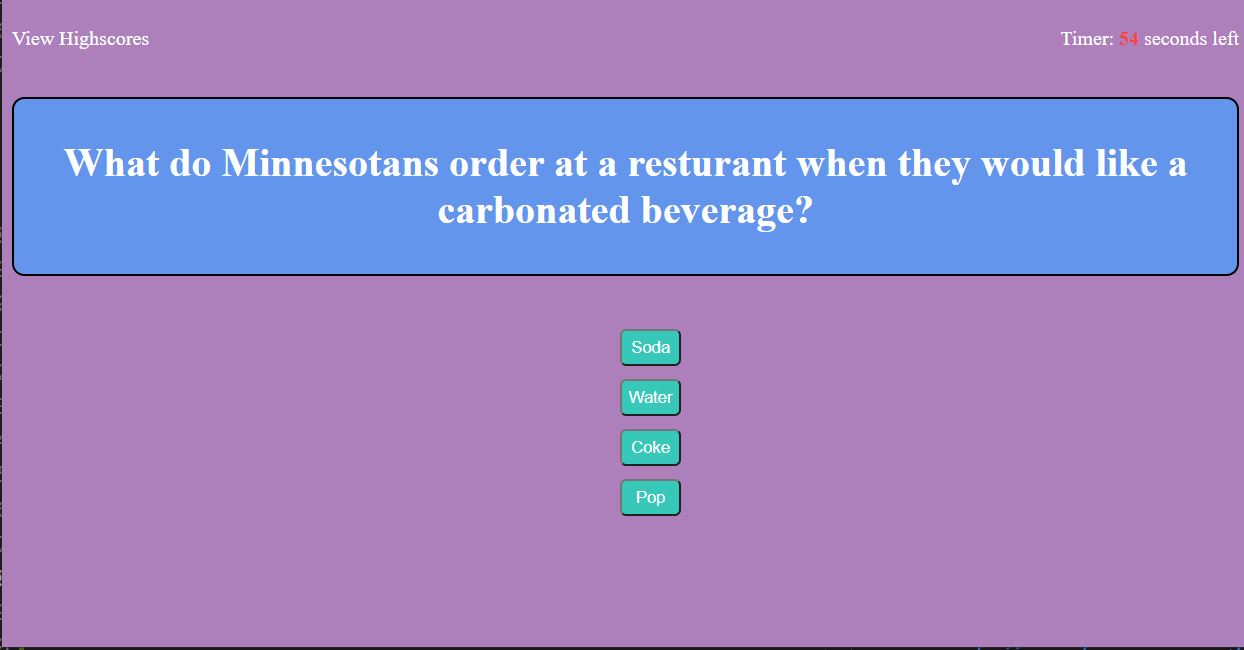 View Highscores
Timer: 54 seconds left
What do Minnesotans order at a resturant when they would like a
carbonated beverage?
Soda
Water
Coke
Pop